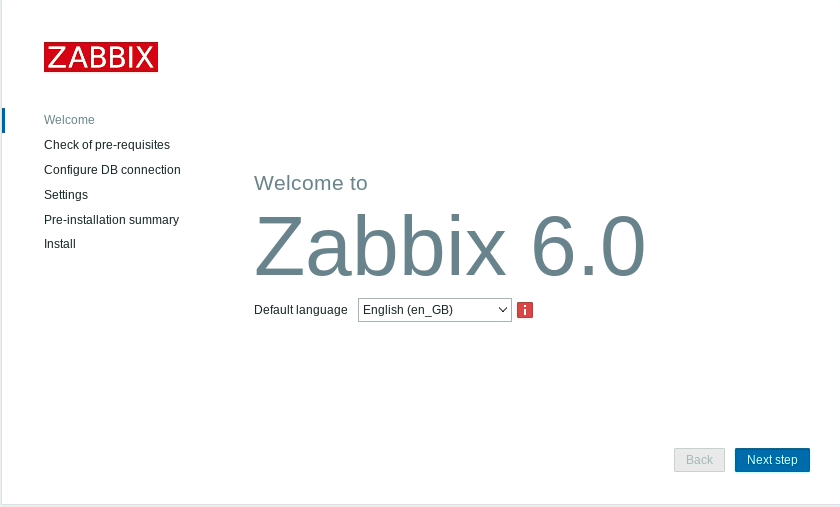 ZABBIX
Welcome
Check of pre-requisites
Configure DB connection
Settings
Pre-installation summary
Install
Welcome to
Zabbix 6.0
Default language English (en_GB) i
Back Next step